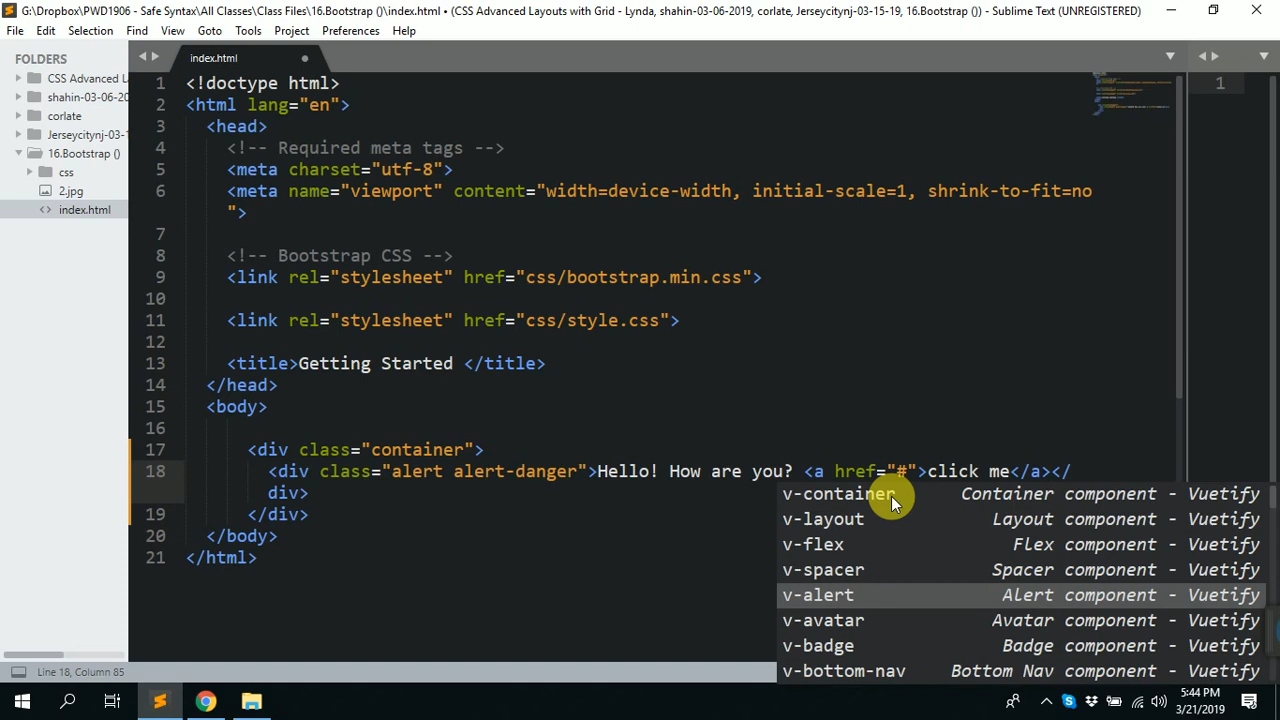 G:\Dropbox\PWD1906 - Safe Syntax\All Classes\Class Files\16.Bootstrap ()\index.html • (CSS Advanced Layouts with Grid - Lynda, shahin-03-06-2019, corlate, Jerseycitynj-03-15-19, 16.Bootstrap ()) - Sublime Text (UNREGISTERED)
File Edit Selection Find View Goto Tools Project Preferences Help
FOLDERS
CSS Advanced La
shahin-03-06-20
corlate
Jerseycitynj-03-1
16.Bootstrap ()
css
2.jpg
index.html
index.html
1 <!doctype html>
2 <html lang="en">
3 <head>
4 <!-- Required meta tags -->
5 <meta charset="utf-8">
6 <meta name="viewport" content="width=device-width, initial-scale=1, shrink-to-fit=no
">
7
8 <!-- Bootstrap CSS -->
9 <link rel="stylesheet" href="css/bootstrap.min.css">
10
11 <link rel="stylesheet" href="css/style.css">
12
13 <title>Getting Started </title>
14 </head>
15 <body>
16
17 <div class="container">
18 <div class="alert alert-danger">Hello! How are you? <a href="#">click me</a></
div>
19 </div>
20 </body>
21 </html>
1
v-container Container component - Vuetify
v-layout Layout component - Vuetify
v-flex Flex component - Vuetify
v-spacer Spacer component - Vuetify
v-alert Alert component - Vuetify
v-avatar Avatar component - Vuetify
v-badge Badge component - Vuetify
v-bottom-nav Bottom Nav component - Vuetify
Line 18, Column 85
5:44 PM
3/21/2019